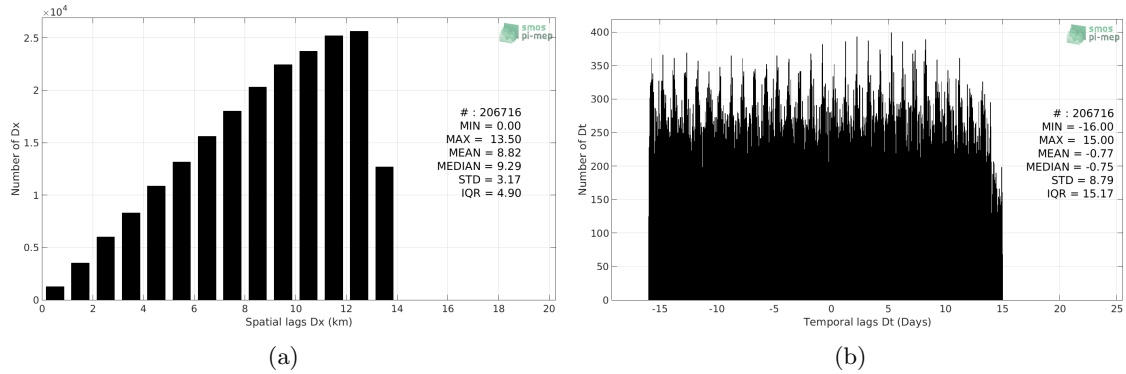 ×10⁴
smos
pi-mep
2.5
2
1.5
1
0.5
0
Number of Dx
# : 206716
MIN = 0.00
MAX = 13.50
MEAN = 8.82
MEDIAN = 9.29
STD = 3.17
IQR = 4.90
0 2 4 6 8 10 12 14 16 18 20
Spatial lags Dx (km)
(a)
smos
pi-mep
400
350
300
250
200
150
100
50
0
Number of Dt
# : 206716
MIN = -16.00
MAX = 15.00
MEAN = -0.77
MEDIAN = -0.75
STD = 8.79
IQR = 15.17
-15 -10 -5 0 5 10 15 20 25
Temporal lags Dt (Days)
(b)